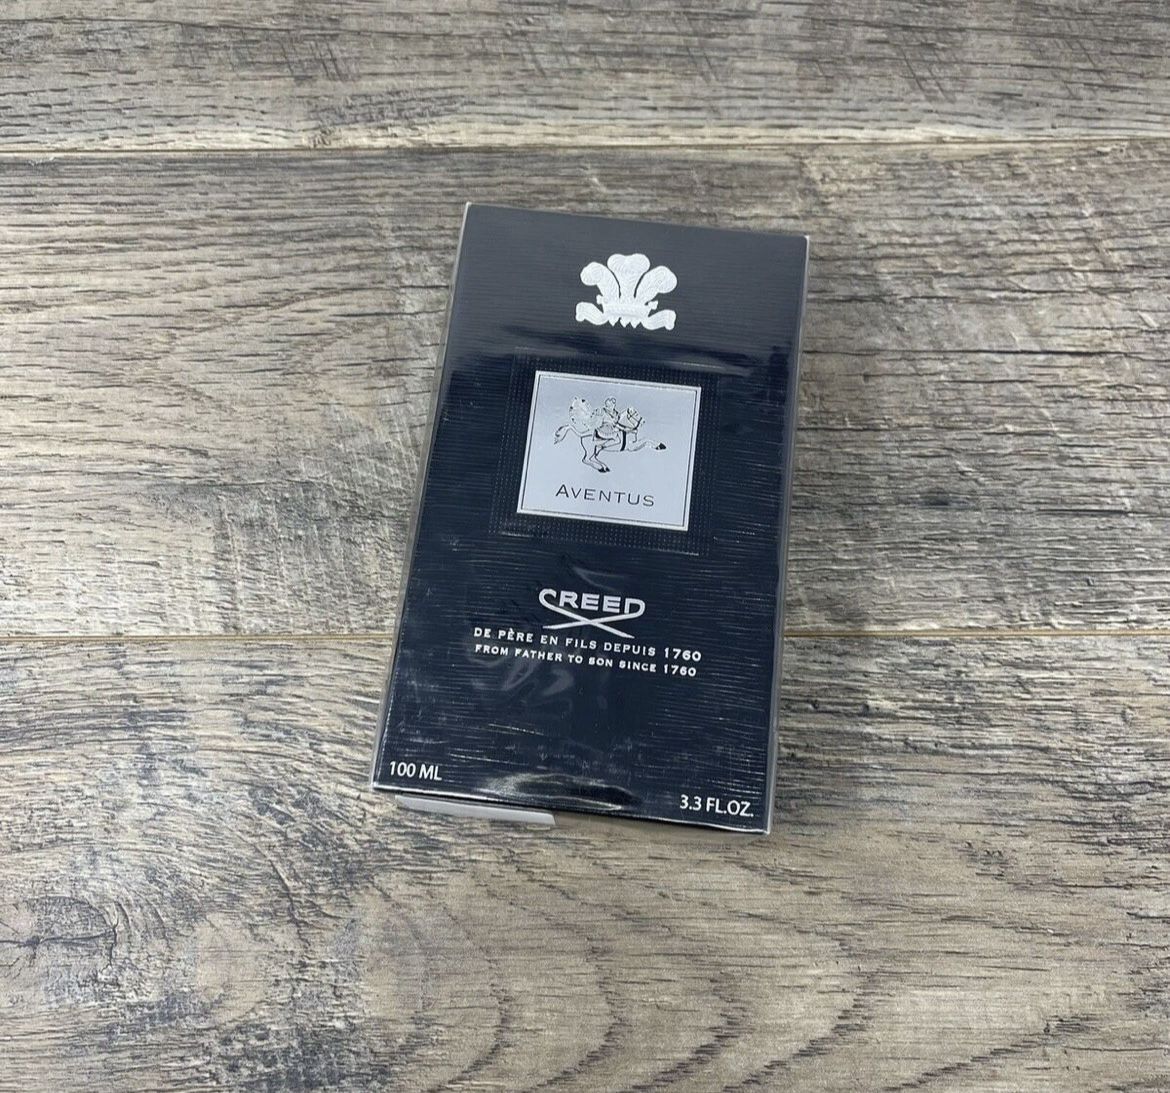 AVENTUS
CREED
DE PÈRE EN FILS DEPUIS 1760
FROM FATHER TO SON SINCE 1760
100 ML
3.3 FL.OZ.